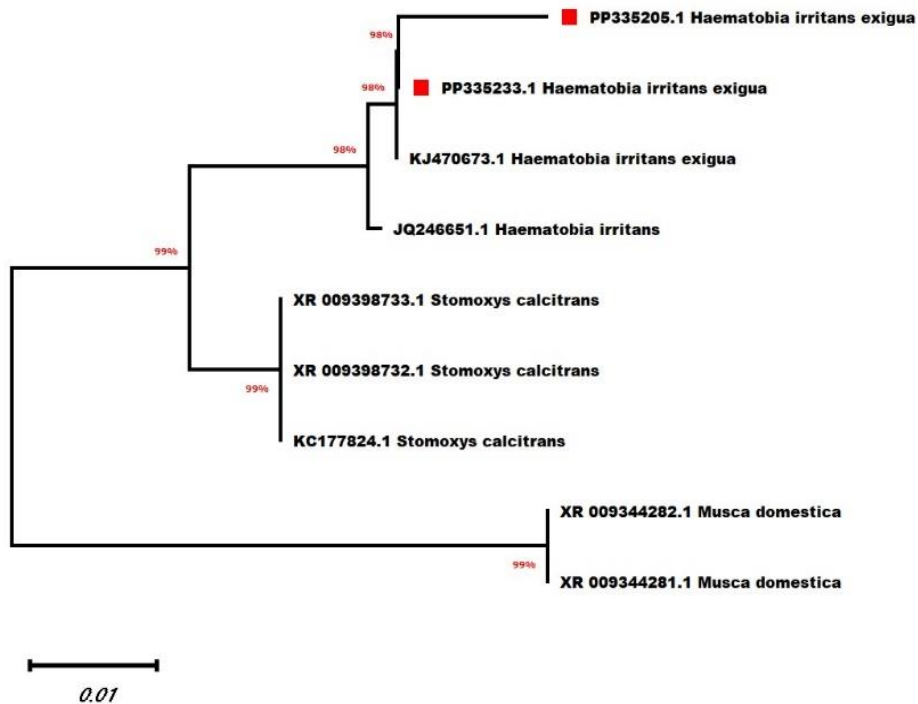 98%
PP335205.1 Haematobia irritans exigua
98%
PP335233.1 Haematobia irritans exigua
98%
KJ470673.1 Haematobia irritans exigua
JQ246651.1 Haematobia irritans
99%
XR 009398733.1 Stomoxys calcitrans
XR 009398732.1 Stomoxys calcitrans
99%
KC177824.1 Stomoxys calcitrans
XR 009344282.1 Musca domestica
99%
XR 009344281.1 Musca domestica
0.01